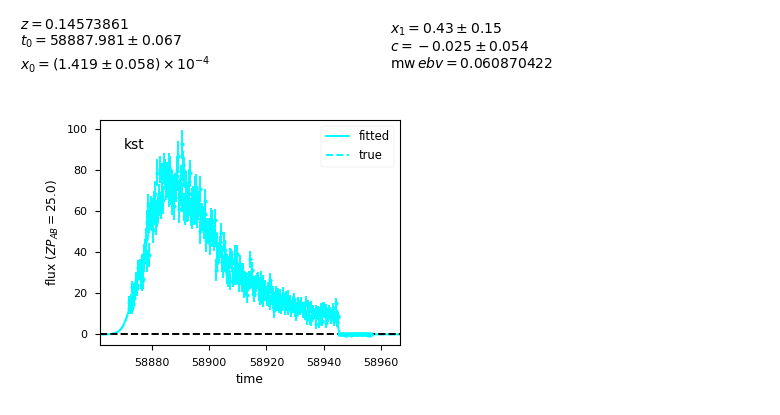 z = 0.14573861
t₀ = 58887.981 ± 0.067
x₀ = (1.419 ± 0.058) × 10⁻⁴
x₁ = 0.43 ± 0.15
c = −0.025 ± 0.054
mw ebv = 0.060870422
kst
fitted
true
100
80
60
40
20
0
flux (ZP_AB = 25.0)
58880 58900 58920 58940 58960
time